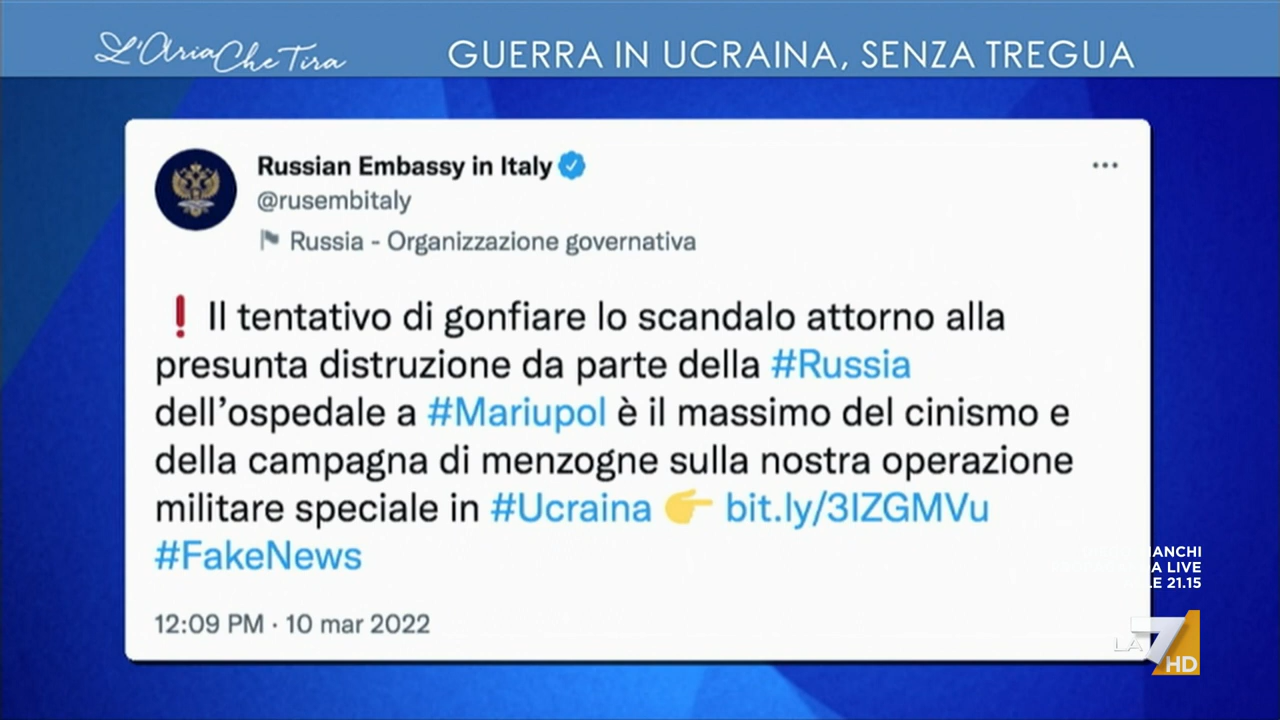 L'Aria Che Tira
GUERRA IN UCRAINA, SENZA TREGUA
Russian Embassy in Italy
@rusembitaly
Russia - Organizzazione governativa
❗ Il tentativo di gonfiare lo scandalo attorno alla
presunta distruzione da parte della #Russia
dell’ospedale a #Mariupol è il massimo del cinismo e
della campagna di menzogne sulla nostra operazione
militare speciale in #Ucraina 👉 bit.ly/3IZGMVu
#FakeNews
12:09 PM · 10 mar 2022
LIVE
21.15
LA7
HD